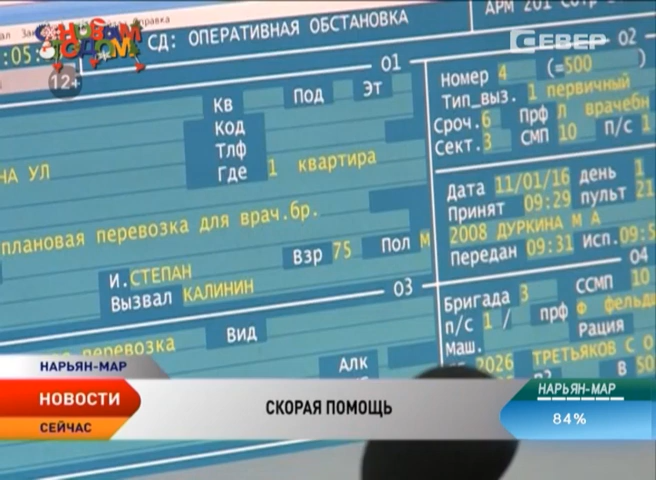 С НОВЫМ ГОДОМ!
12+
СЕВЕР
СД: ОПЕРАТИВНАЯ ОБСТАНОВКА
01
Кв Под Эт
Код
Тлф
НА УЛ
Где 1 квартира
плановая перевозка для врач.бр.
И.СТЕПАН Взр 75 Пол М
Вызвал КАЛИНИН
03
перевозка Вид
Алк
02
Номер 4 (=500 )
Тип_выз. 1 первичный
Сроч.6 Прф Л врачебн
Сект.3 СМП 10 п/с 1
Дата 11/01/16 день 1
Принят 09:29 пульт 21
2008 ДУРКИНА М А
Передан 09:31 Исп.09:5
04
Бригада 3 ССМП 10
п/с 1 / прф Ф фельд
Маш. Рация
2026 ТРЕТЬЯКОВ С О
В 50
НАРЬЯН-МАР
НОВОСТИ
СЕЙЧАС
СКОРАЯ ПОМОЩЬ
НАРЬЯН-МАР
84%